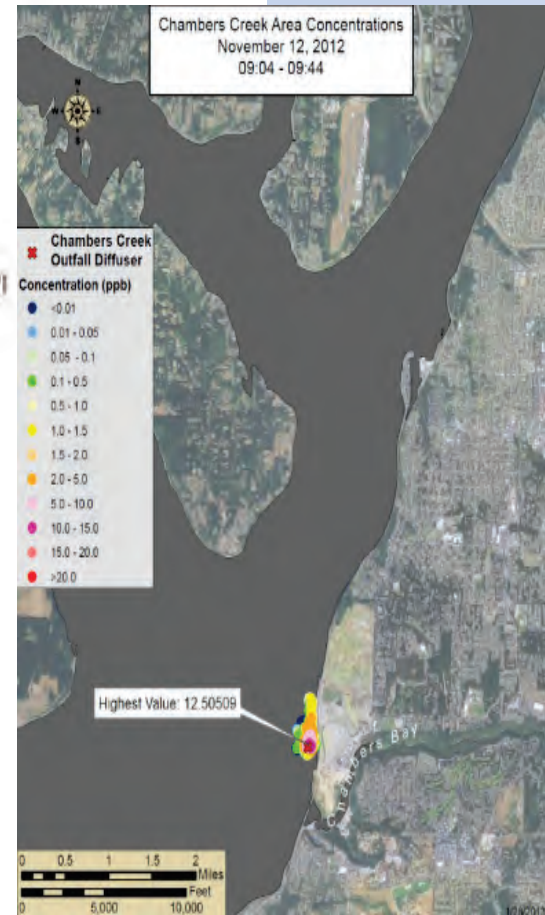 Chambers Creek Area Concentrations
November 12, 2012
09:04 - 09:44
N
W E
S
Chambers Creek
Outfall Diffuser
Concentration (ppb)
<0.01
0.01 - 0.05
0.05 - 0.1
0.1 - 0.5
0.5 - 1.0
1.0 - 1.5
1.5 - 2.0
2.0 - 5.0
5.0 - 10.0
10.0 - 15.0
15.0 - 20.0
>20.0
Highest Value: 12.50509
Chambers Bay
0 0.5 1 1.5 2
Miles
Feet
0 5,000 10,000